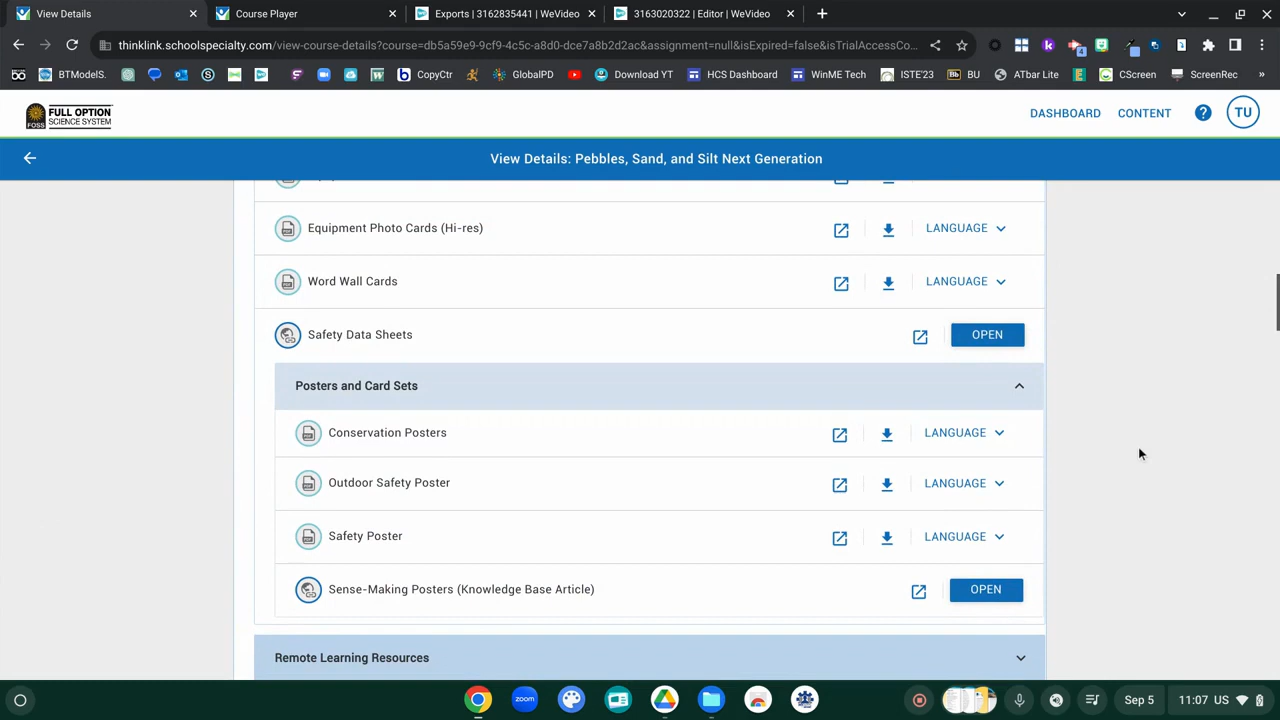 View Details
Course Player
Exports | 3162835441 | WeVideo
3163020322 | Editor | WeVideo
thinklink.schoolspecialty.com/view-course-details?course=db5a59e9-9cf9-4c5c-a8d0-dce7a8b2d2ac&assignment=null&isExpired=false&isTrialAccessCo...
BTModelS.
CopyCtr
GlobalPD
Download YT
HCS Dashboard
WinME Tech
ISTE'23
BU
ATbar Lite
CScreen
ScreenRec
FOSS
FULL OPTION
SCIENCE SYSTEM
DASHBOARD
CONTENT
?
TU
View Details: Pebbles, Sand, and Silt Next Generation
Equipment Photo Cards (Hi-res)
LANGUAGE
Word Wall Cards
LANGUAGE
Safety Data Sheets
OPEN
Posters and Card Sets
Conservation Posters
LANGUAGE
Outdoor Safety Poster
LANGUAGE
Safety Poster
LANGUAGE
Sense-Making Posters (Knowledge Base Article)
OPEN
Remote Learning Resources
zoom
Sep 5
11:07 US